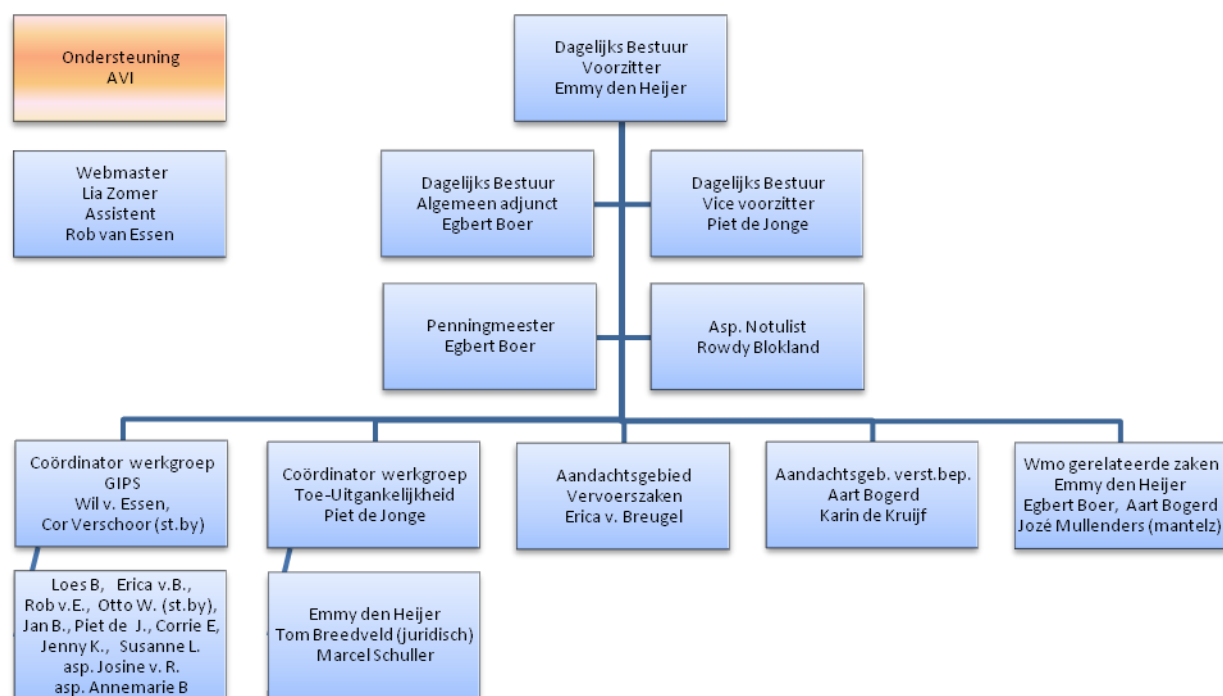 Ondersteuning
AVI
Dagelijks Bestuur
Voorzitter
Emmy den Heijer
Webmaster
Lia Zomer
Assistent
Rob van Essen
Dagelijks Bestuur
Algemeen adjunct
Egbert Boer
Dagelijks Bestuur
Vice voorzitter
Piet de Jonge
Penningmeester
Egbert Boer
Asp. Notulist
Rowdy Blokland
Coördinator werkgroep
GIPS
Wil v. Essen,
Cor Verschoor (st.by)
Coördinator werkgroep
Toe-Uitgankelijkheid
Piet de Jonge
Aandachtsgebied
Vervoerszaken
Erica v. Breugel
Aandachtsgeb. verst.bep.
Aart Bogerd
Karin de Kruijf
Wmo gerelateerde zaken
Emmy den Heijer
Egbert Boer, Aart Bogerd
Jozé Mullenders (mantelz)
Loes B, Erica v.B.,
Rob v.E., Otto W. (st.by),
Jan B., Piet de J., Corrie E,
Jenny K., Susanne L.
asp. Josine v. R.
asp. Annemarie B
Emmy den Heijer
Tom Breedveld (juridisch)
Marcel Schuller